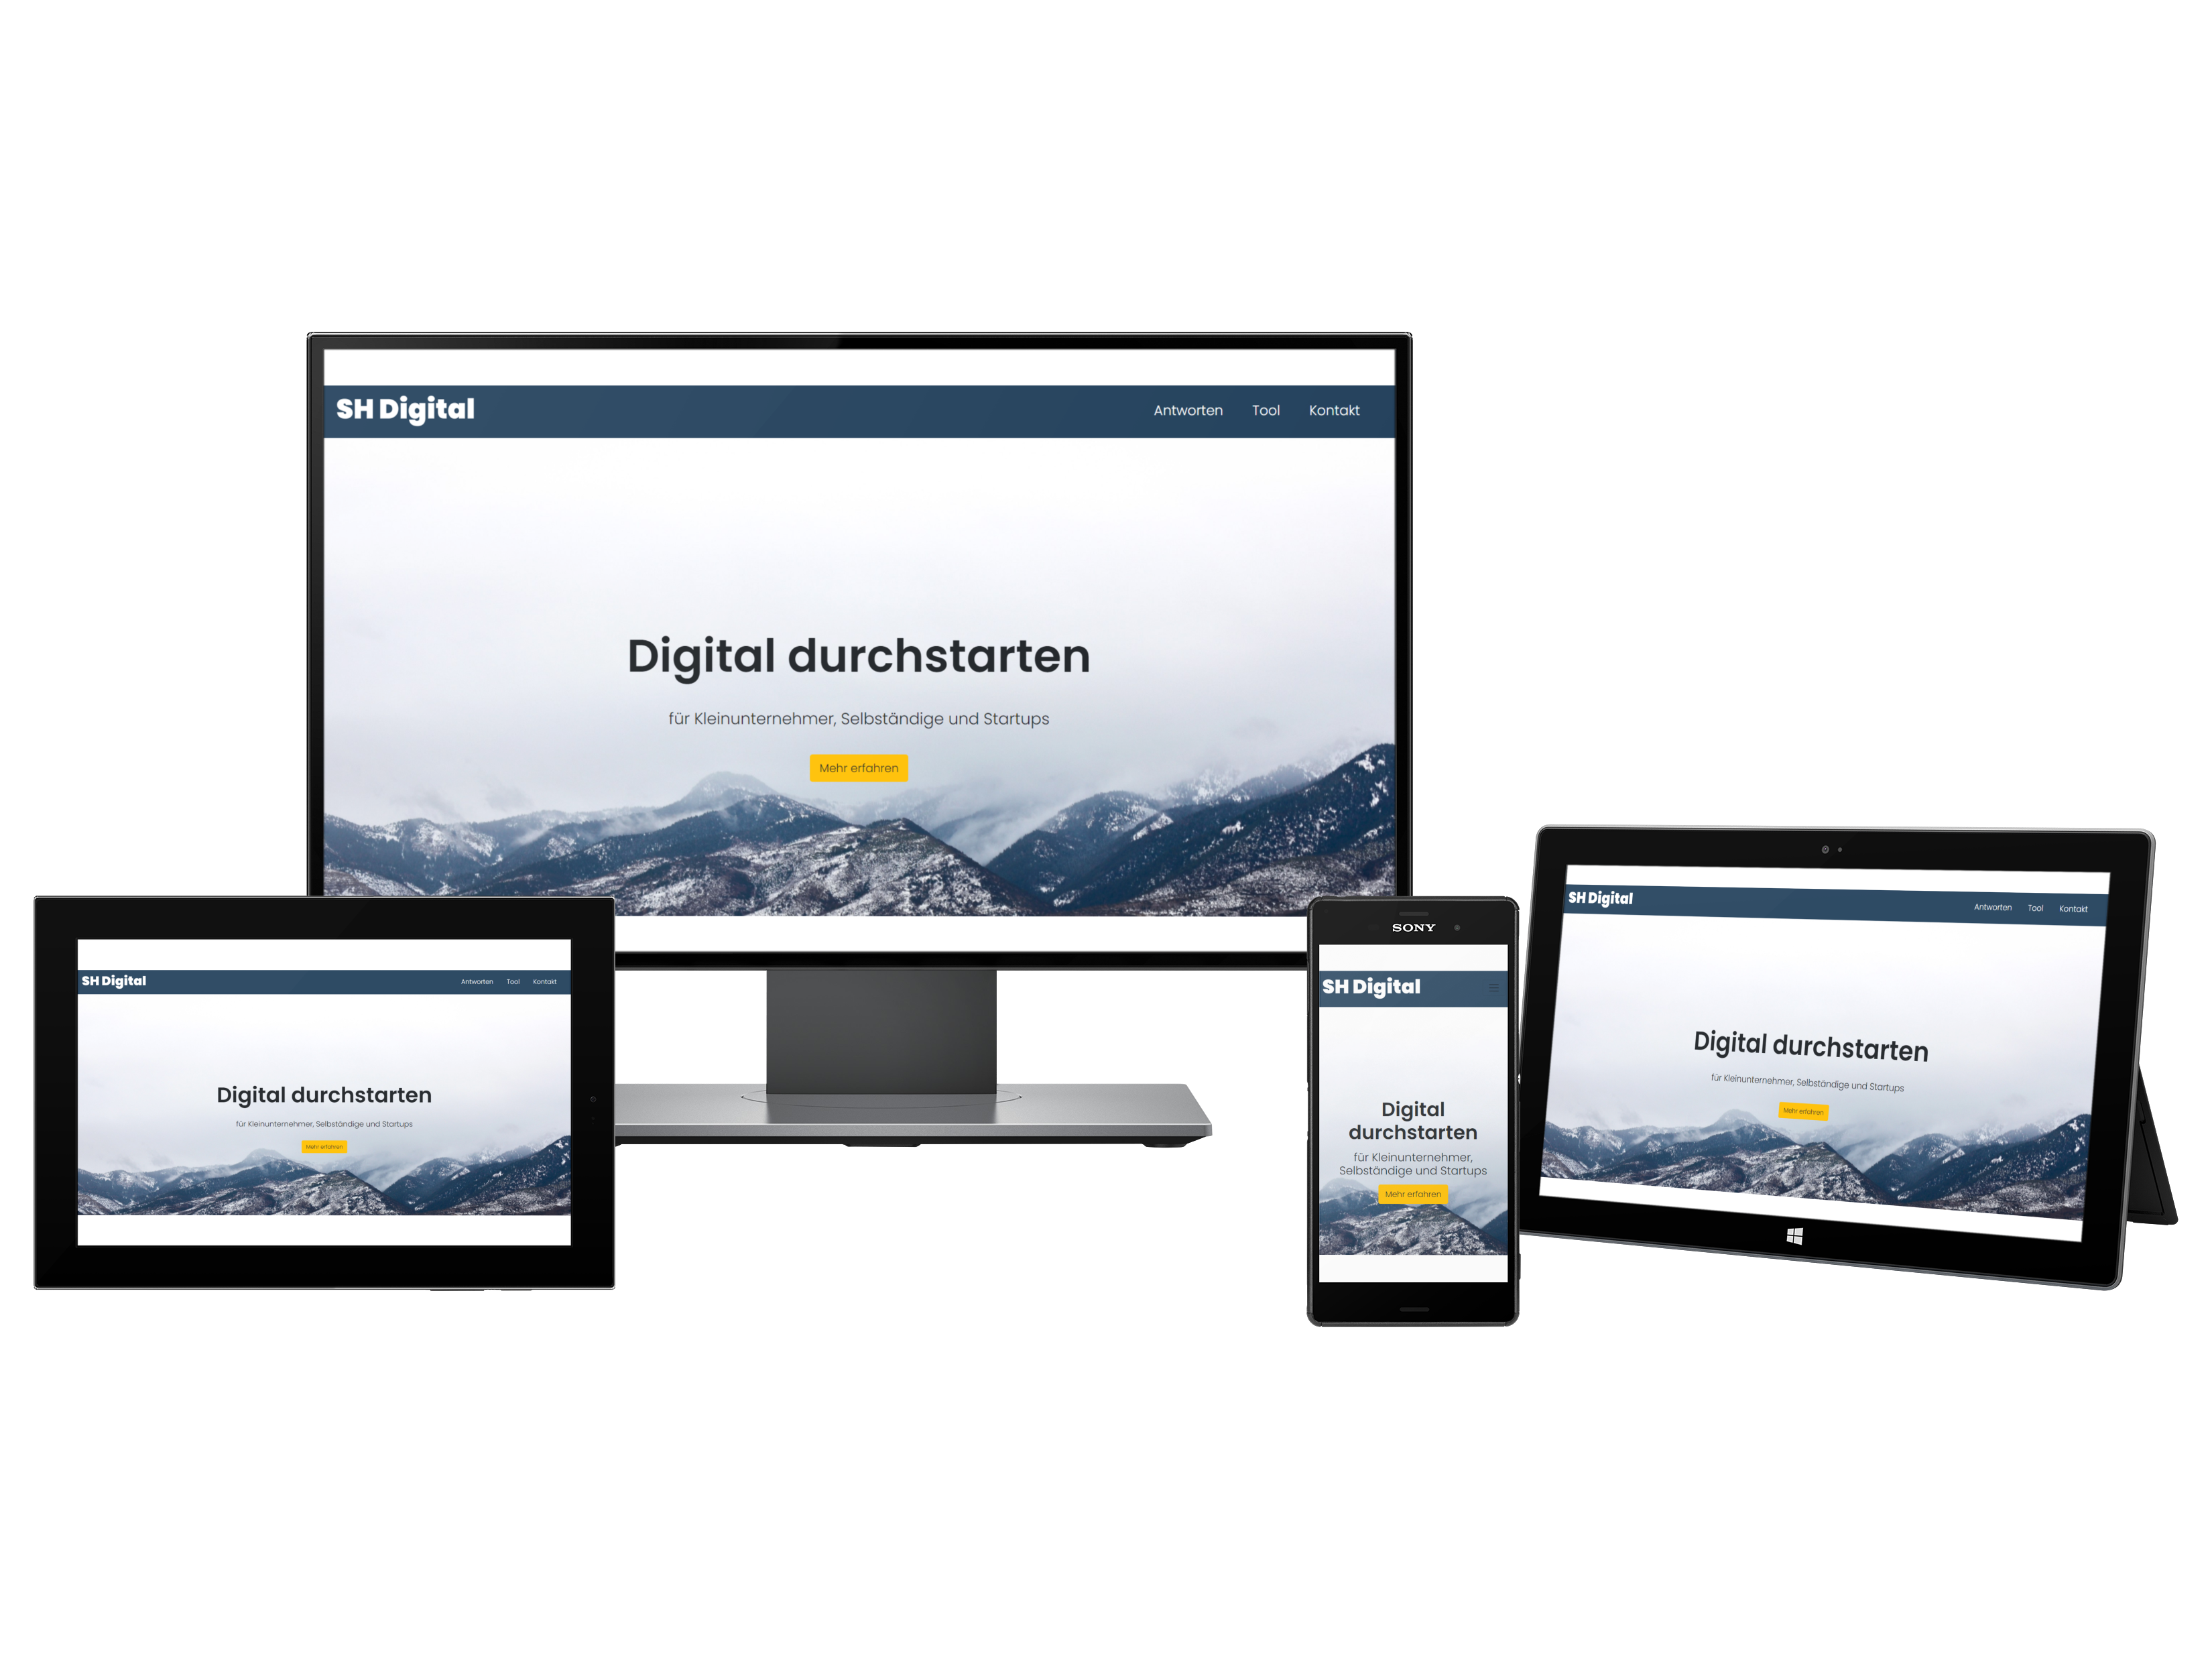 SH Digital
Antworten Tool Kontakt
Digital durchstarten
für Kleinunternehmer, Selbständige und Startups
Mehr erfahren
SH Digital
Antworten Tool Kontakt
Digital durchstarten
für Kleinunternehmer, Selbständige und Startups
Mehr erfahren
SONY
SH Digital
Digital
durchstarten
für Kleinunternehmer,
Selbständige und Startups
Mehr erfahren
SH Digital
Antworten Tool Kontakt
Digital durchstarten
für Kleinunternehmer, Selbständige und Startups
Mehr erfahren